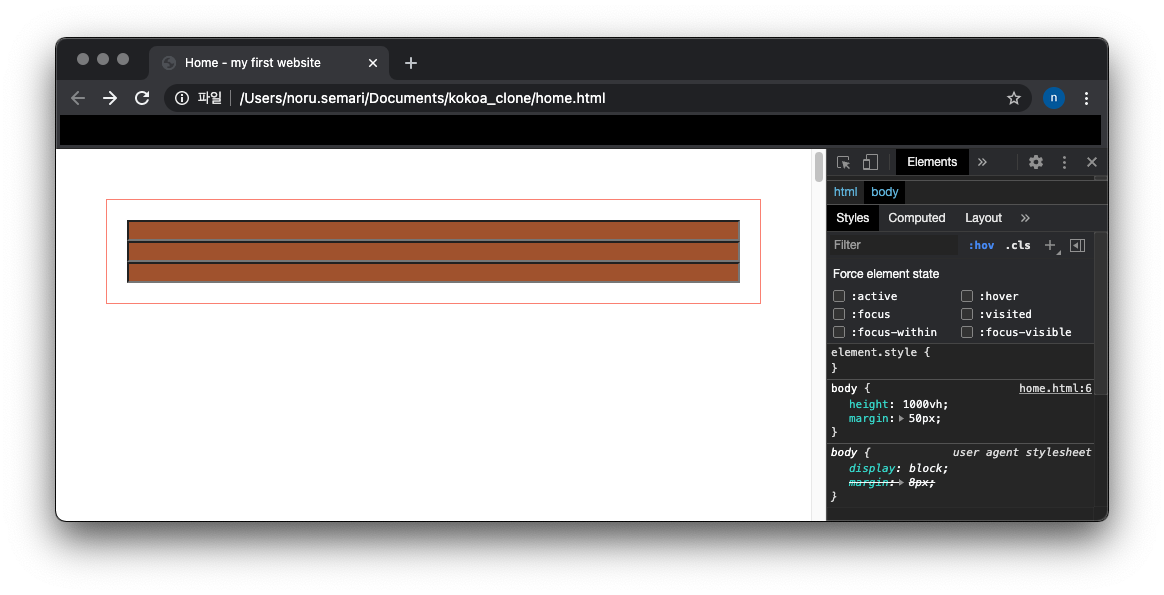 Home - my first website
파일 /Users/noru.semari/Documents/kokoa_clone/home.html n
Elements »
html body
Styles Computed Layout »
Filter :hov .cls +
Force element state
:active :hover
:focus :visited
:focus-within :focus-visible
element.style {
}
body { home.html:6
height: 1000vh;
margin: 50px;
}
body { user agent stylesheet
display: block;
margin: 8px;
}